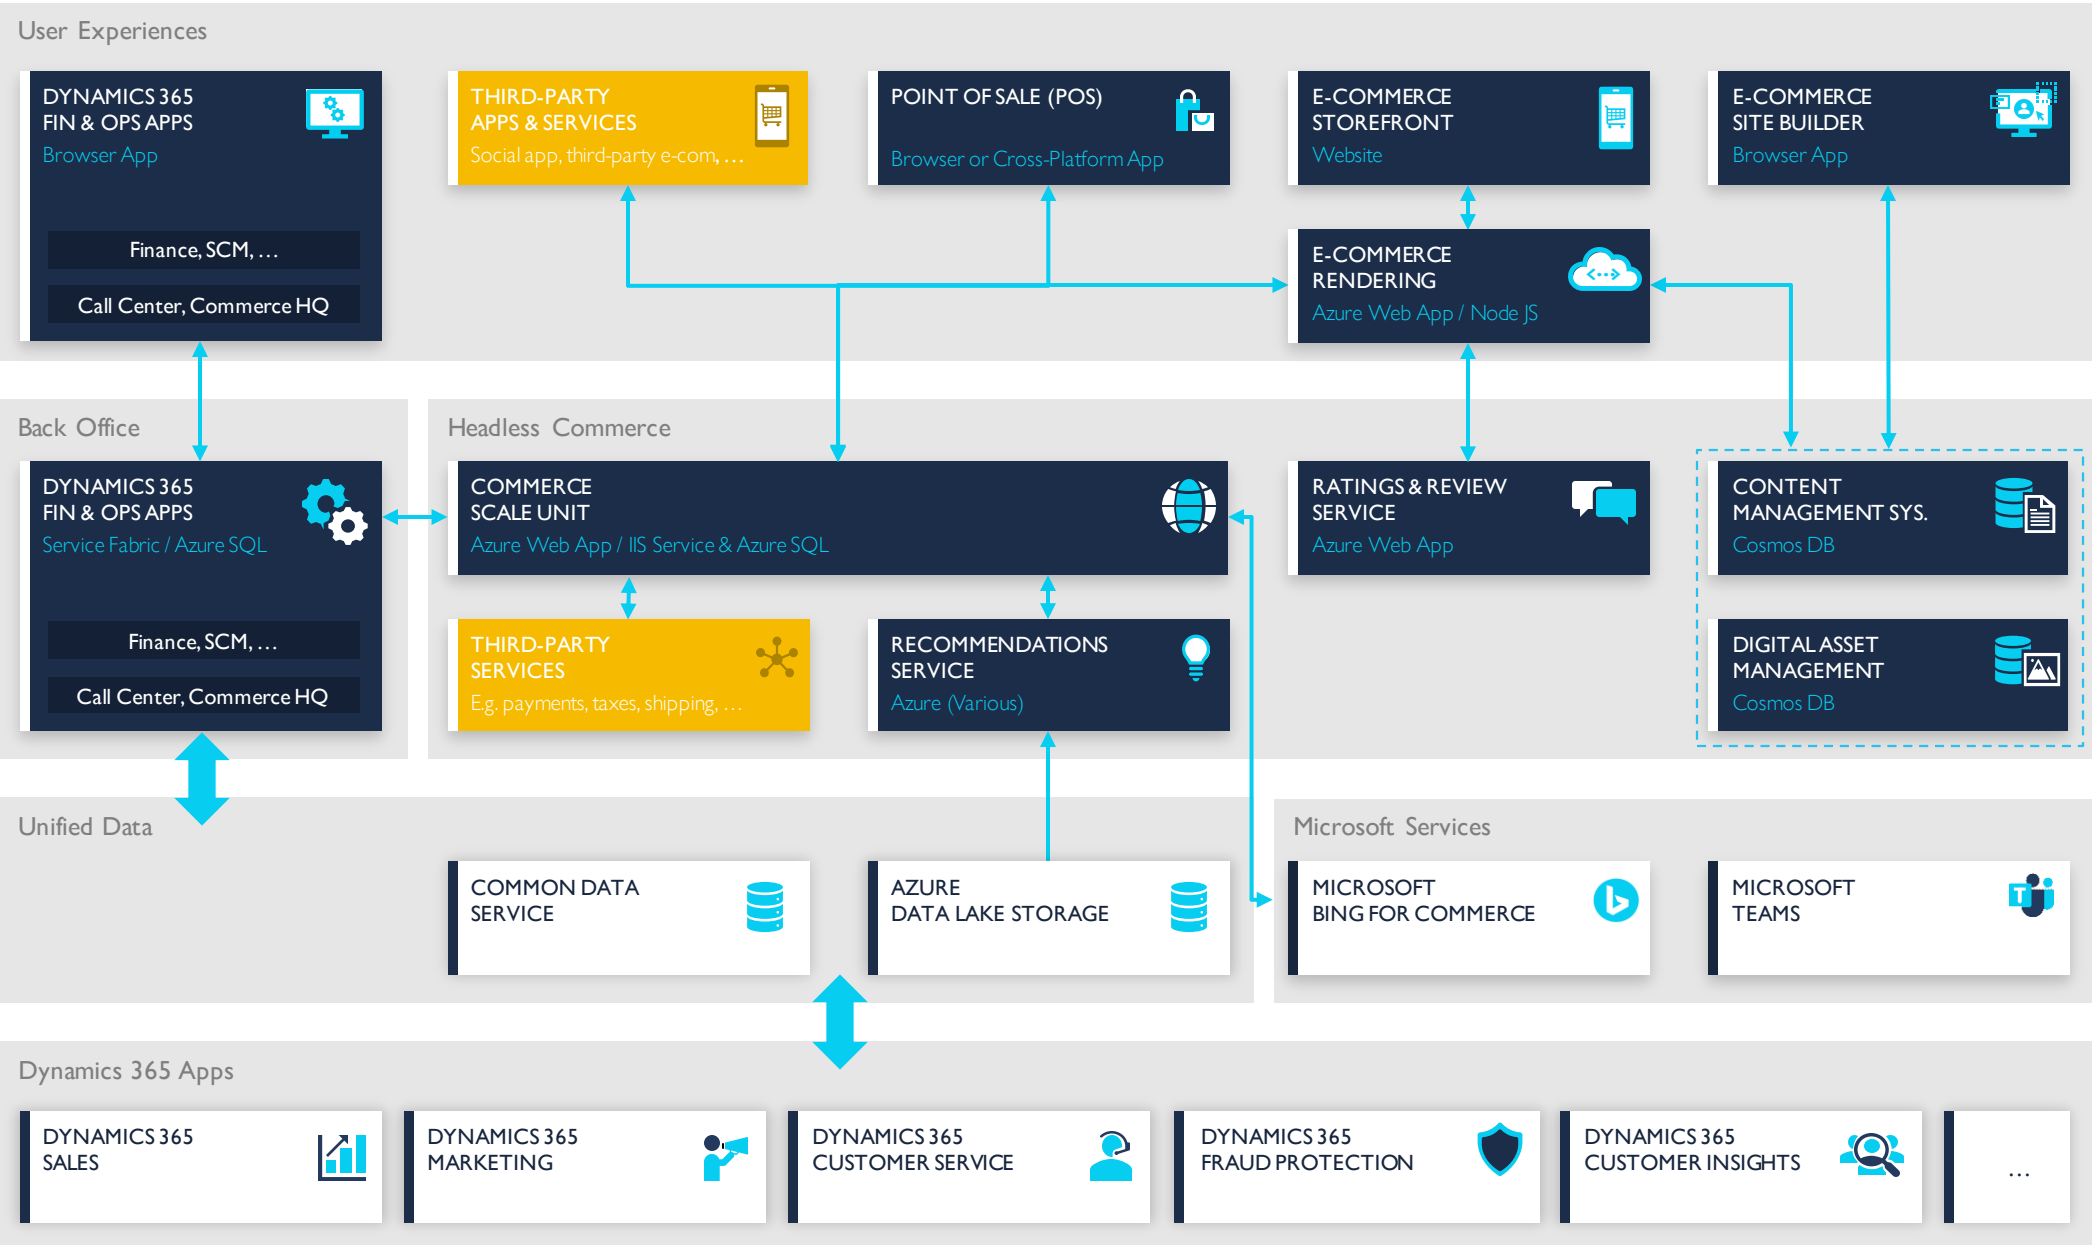 User Experiences
DYNAMICS 365
FIN & OPS APPS
Browser App
Finance, SCM, …
Call Center, Commerce HQ
THIRD-PARTY
APPS & SERVICES
Social app, third-party e-com, …
POINT OF SALE (POS)
Browser or Cross-Platform App
E-COMMERCE
STOREFRONT
Website
E-COMMERCE
SITE BUILDER
Browser App
E-COMMERCE
RENDERING
Azure Web App / Node JS
Back Office
DYNAMICS 365
FIN & OPS APPS
Service Fabric / Azure SQL
Finance, SCM, …
Call Center, Commerce HQ
Headless Commerce
COMMERCE
SCALE UNIT
Azure Web App / IIS Service & Azure SQL
RATINGS & REVIEW
SERVICE
Azure Web App
CONTENT
MANAGEMENT SYS.
Cosmos DB
THIRD-PARTY
SERVICES
E.g. payments, taxes, shipping, …
RECOMMENDATIONS
SERVICE
Azure (Various)
DIGITAL ASSET
MANAGEMENT
Cosmos DB
Unified Data
COMMON DATA
SERVICE
AZURE
DATA LAKE STORAGE
Microsoft Services
MICROSOFT
BING FOR COMMERCE
MICROSOFT
TEAMS
T
Dynamics 365 Apps
DYNAMICS 365
SALES
DYNAMICS 365
MARKETING
DYNAMICS 365
CUSTOMER SERVICE
DYNAMICS 365
FRAUD PROTECTION
DYNAMICS 365
CUSTOMER INSIGHTS
…